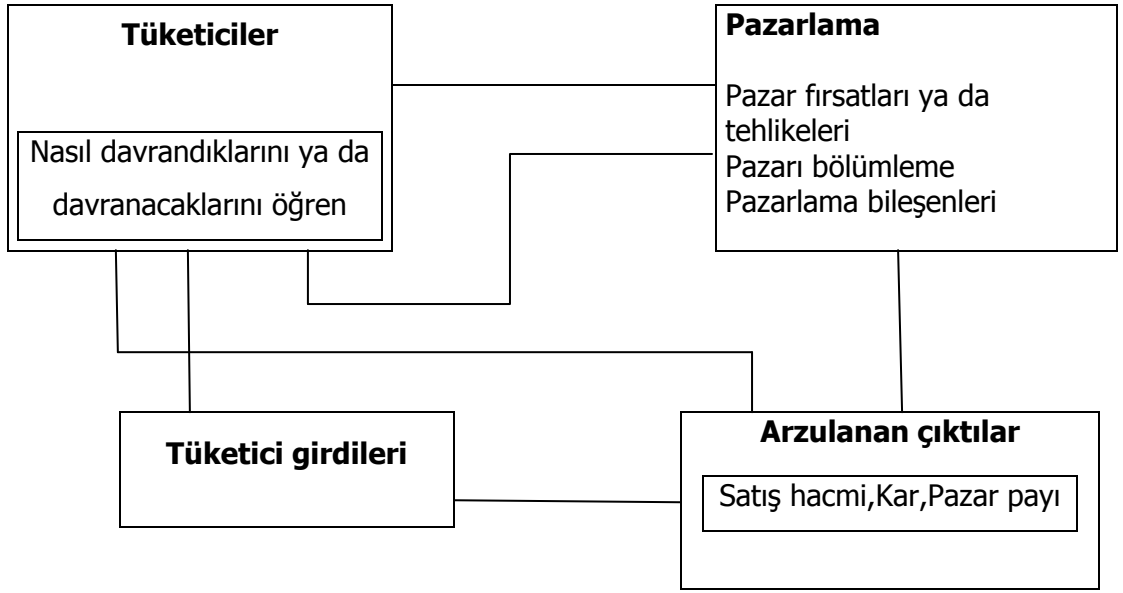 Tüketiciler
Nasıl davrandıklarını ya da
davranacaklarını öğren
Pazarlama
Pazar fırsatları ya da
tehlikeleri
Pazarı bölümleme
Pazarlama bileşenleri
Tüketici girdileri
Arzulanan çıktılar
Satış hacmi,Kar,Pazar payı